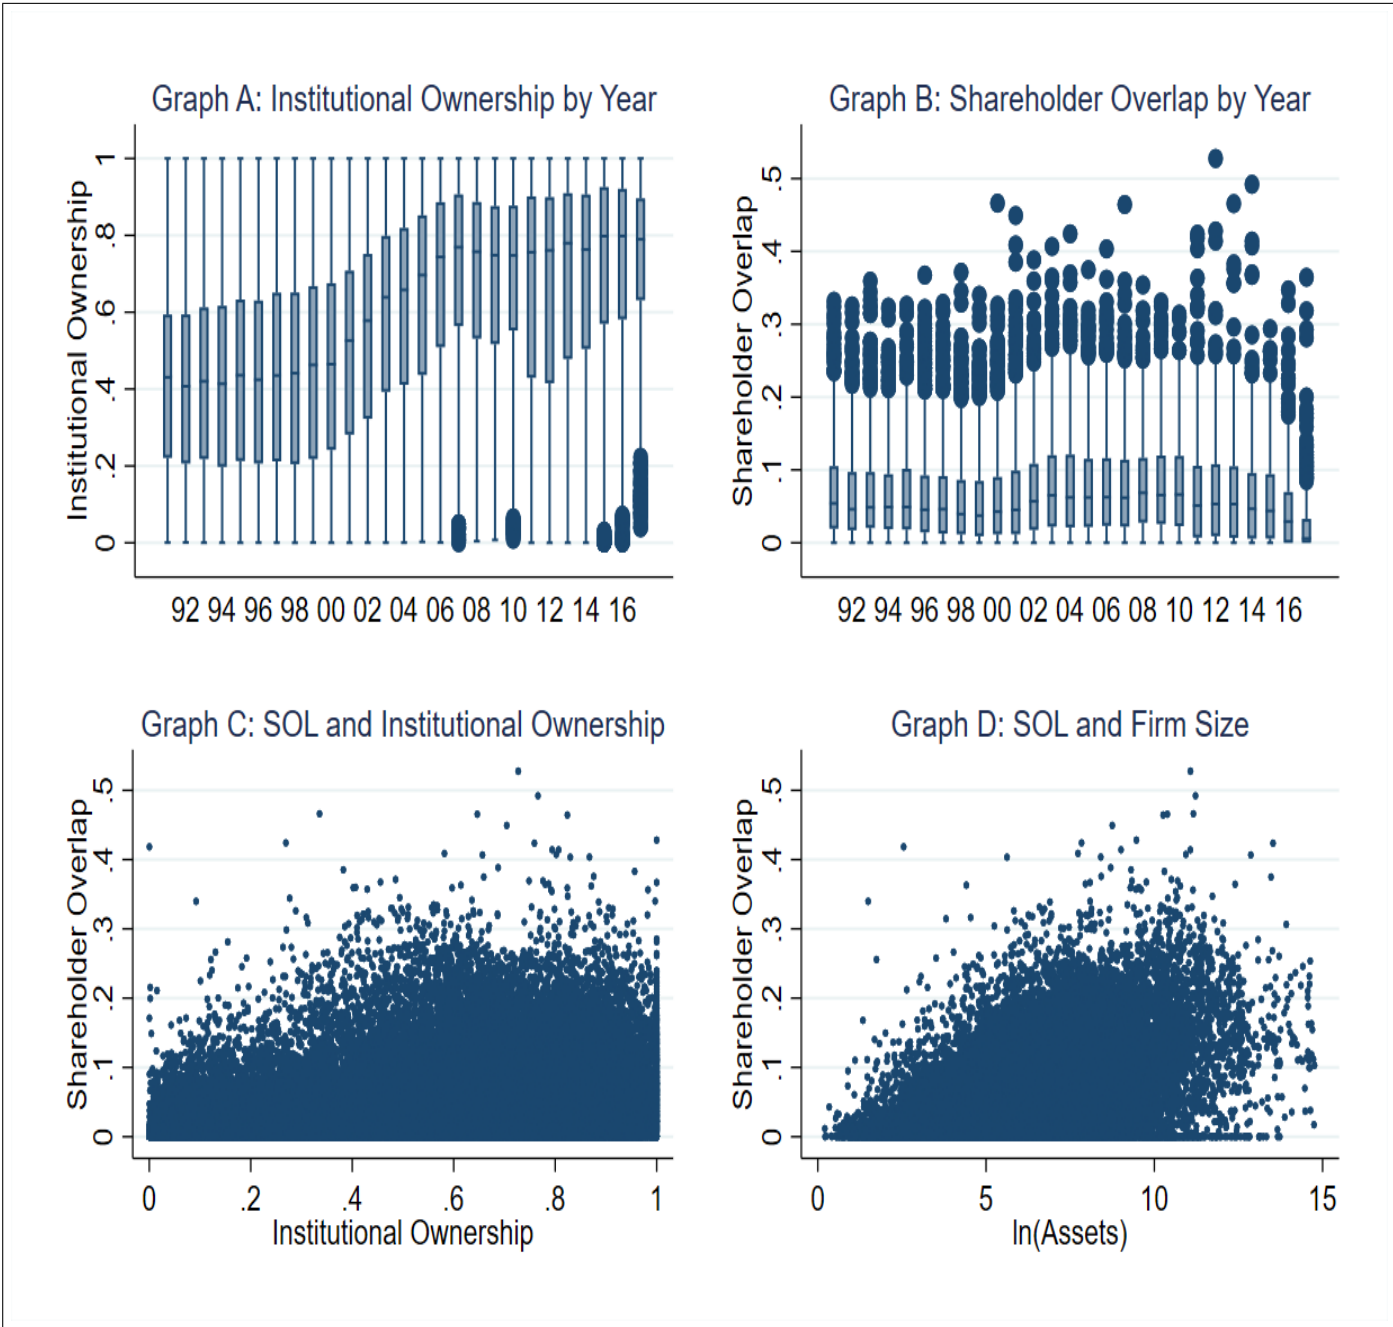 Graph A: Institutional Ownership by Year
Institutional Ownership
1
.8
.6
.4
.2
0
92 94 96 98 00 02 04 06 08 10 12 14 16
Graph B: Shareholder Overlap by Year
Shareholder Overlap
.5
.4
.3
.2
.1
0
92 94 96 98 00 02 04 06 08 10 12 14 16
Graph C: SOL and Institutional Ownership
Shareholder Overlap
.5
.4
.3
.2
.1
0
0 .2 .4 .6 .8 1
Institutional Ownership
Graph D: SOL and Firm Size
Shareholder Overlap
.5
.4
.3
.2
.1
0
0 5 10 15
ln(Assets)